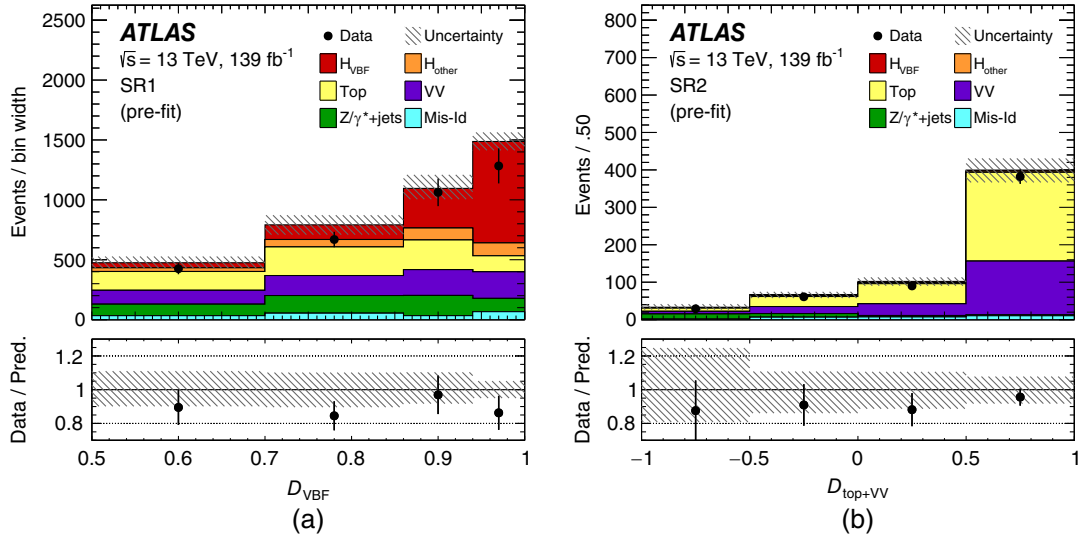 ATLAS
√s = 13 TeV, 139 fb⁻¹
SR1
(pre-fit)
Data Uncertainty
H_VBF H_other
Top VV
Z/γ*+jets Mis-Id
Events / bin width
2500
2000
1500
1000
500
0
Data / Pred.
1.2
1
0.8
0.5 0.6 0.7 0.8 0.9 1
D_VBF
(a)
ATLAS
√s = 13 TeV, 139 fb⁻¹
SR2
(pre-fit)
Data Uncertainty
H_VBF H_other
Top VV
Z/γ*+jets Mis-Id
Events / .50
800
700
600
500
400
300
200
100
0
Data / Pred.
1.2
1
0.8
−1 −0.5 0 0.5 1
D_top+VV
(b)